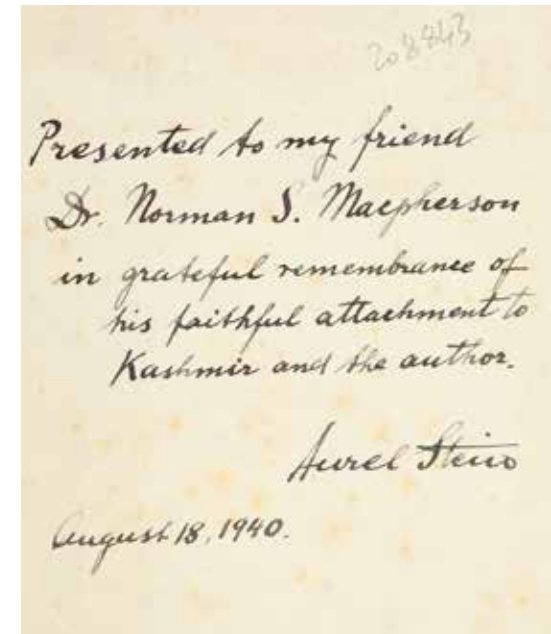 208843
Presented to my friend
Dr. Norman S. Macpherson
in grateful remembrance of
his faithful attachment to
Kashmir and the author.
Aurel Stein
August 18, 1940.